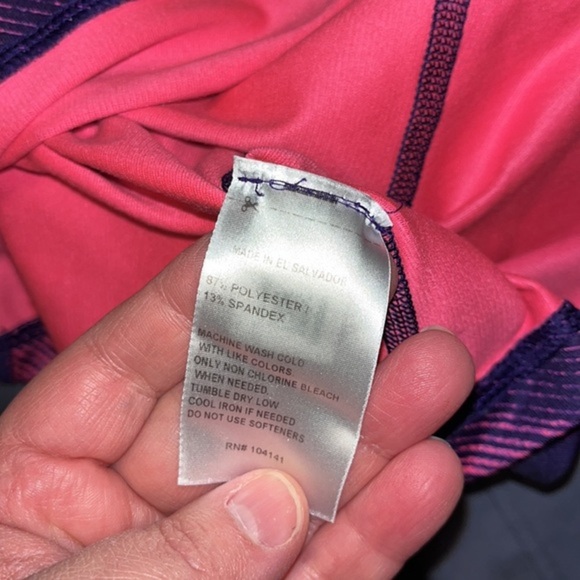 MADE IN EL SALVADOR
87% POLYESTER /
13% SPANDEX
MACHINE WASH COLD
WITH LIKE COLORS
ONLY NON CHLORINE BLEACH
WHEN NEEDED
TUMBLE DRY LOW
COOL IRON IF NEEDED
DO NOT USE SOFTENERS
RN# 104141